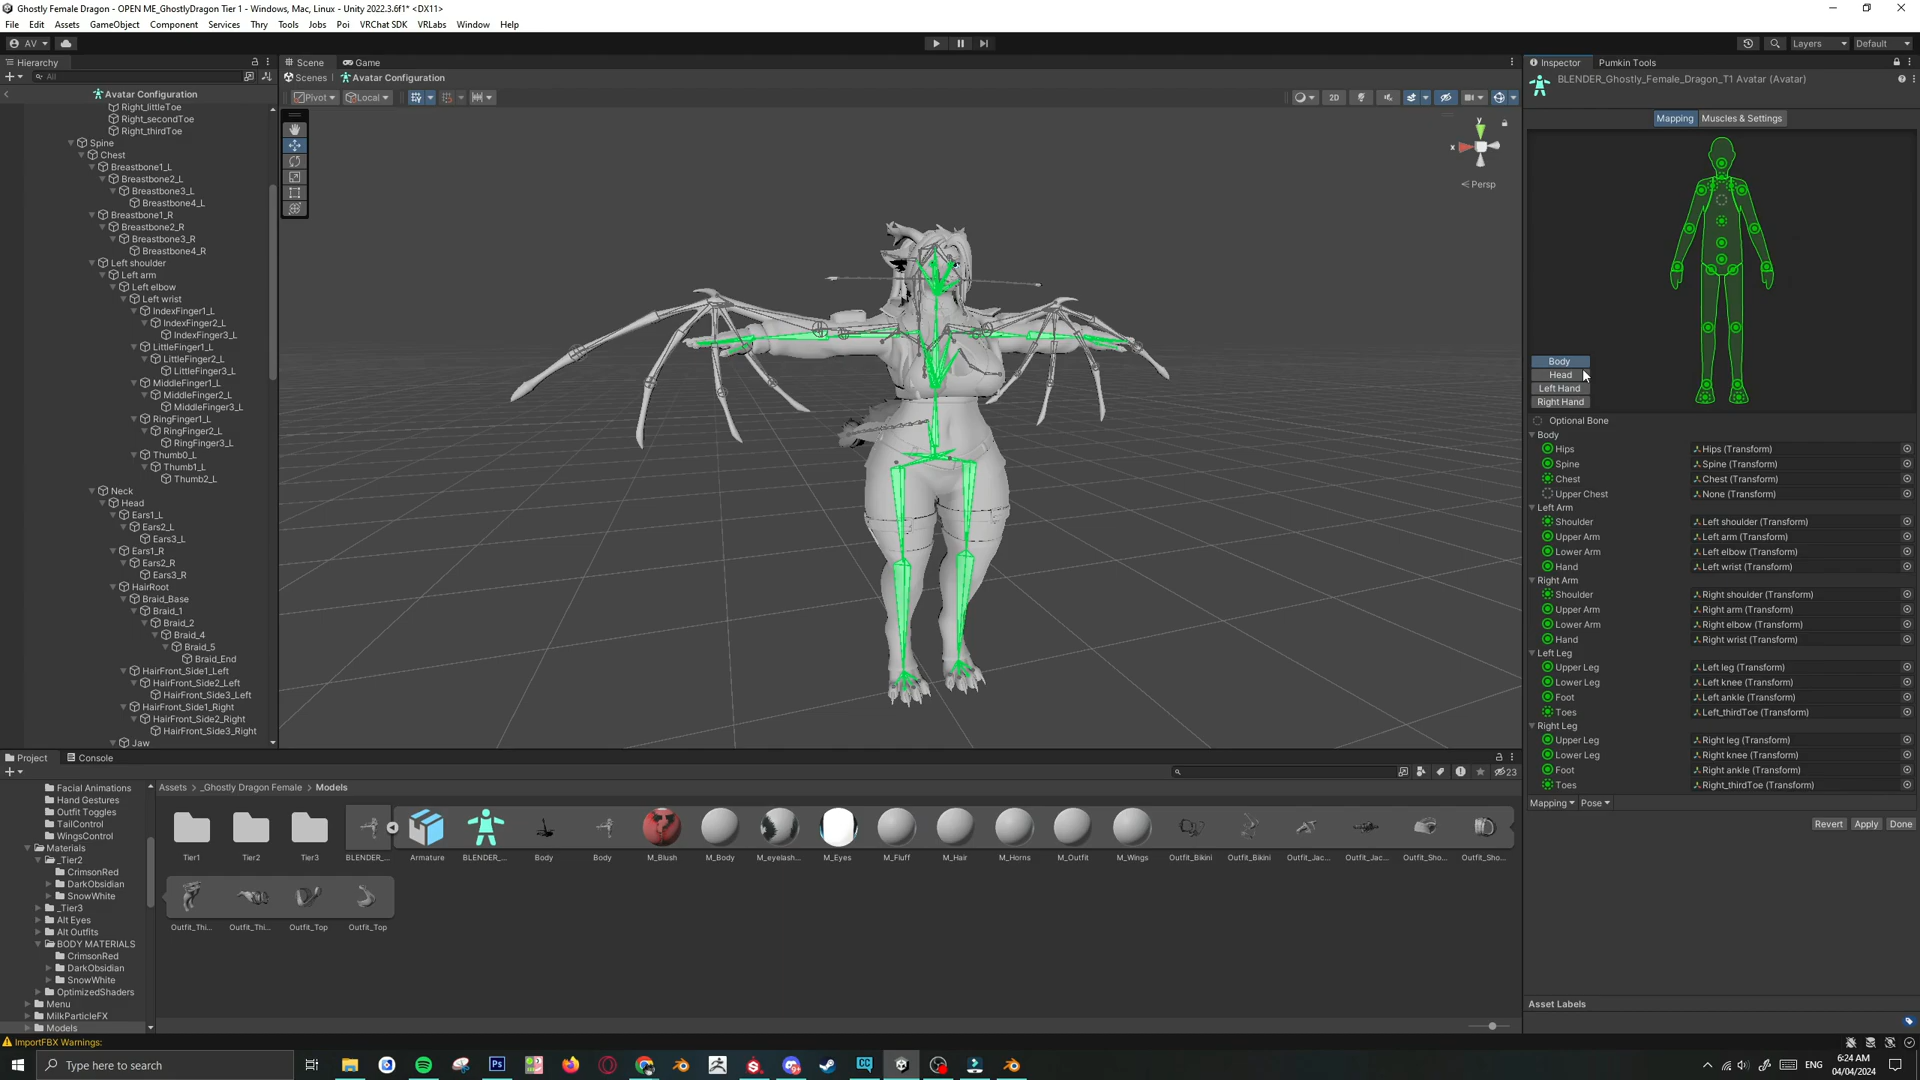 Ghostly Female Dragon - OPEN ME_GhostlyDragon Tier 1 - Windows, Mac, Linux - Unity 2022.3.6f1* <DX11>
File Edit Assets GameObject Component Services Thry Tools Jobs Poi VRChat SDK VRLabs Window Help
AV Layers Default
Hierarchy Scene Game Inspector Pumkin Tools
All Scenes Avatar Configuration BLENDER_Ghostly_Female_Dragon_T1 Avatar (Avatar)
Avatar Configuration Pivot Local 2D
Right_littleToe
Right_secondToe
Right_thirdToe
Spine
Chest
Breastbone1_L
Breastbone2_L
Breastbone3_L
Breastbone4_L
Breastbone1_R
Breastbone2_R
Breastbone3_R
Breastbone4_R
Left shoulder
Left arm
Left elbow
Left wrist
IndexFinger1_L
IndexFinger2_L
IndexFinger3_L
LittleFinger1_L
LittleFinger2_L
LittleFinger3_L
MiddleFinger1_L
MiddleFinger2_L
MiddleFinger3_L
RingFinger1_L
RingFinger2_L
RingFinger3_L
Thumb0_L
Thumb1_L
Thumb2_L
Neck
Head
Ears1_L
Ears2_L
Ears3_L
Ears1_R
Ears2_R
Ears3_R
HairRoot
Braid_Base
Braid_1
Braid_2
Braid_4
Braid_5
Braid_End
HairFront_Side1_Left
HairFront_Side2_Left
HairFront_Side3_Left
HairFront_Side1_Right
HairFront_Side2_Right
HairFront_Side3_Right
Jaw
y
x
Persp
Mapping Muscles & Settings
Body
Head
Left Hand
Right Hand
Optional Bone
Body
Hips Hips (Transform)
Spine Spine (Transform)
Chest Chest (Transform)
Upper Chest None (Transform)
Left Arm
Shoulder Left shoulder (Transform)
Upper Arm Left arm (Transform)
Lower Arm Left elbow (Transform)
Hand Left wrist (Transform)
Right Arm
Shoulder Right shoulder (Transform)
Upper Arm Right arm (Transform)
Lower Arm Right elbow (Transform)
Hand Right wrist (Transform)
Left Leg
Upper Leg Left leg (Transform)
Lower Leg Left knee (Transform)
Foot Left ankle (Transform)
Toes Left_thirdToe (Transform)
Right Leg
Upper Leg Right leg (Transform)
Lower Leg Right knee (Transform)
Foot Right ankle (Transform)
Toes Right_thirdToe (Transform)
Mapping Pose
Revert Apply Done
Asset Labels
Project Console
23
Facial Animations
Hand Gestures
Outfit Toggles
TailControl
WingsControl
Materials
_Tier2
CrimsonRed
DarkObsidian
SnowWhite
_Tier3
Alt Eyes
Alt Outfits
BODY MATERIALS
CrimsonRed
DarkObsidian
SnowWhite
OptimizedShaders
Menu
MilkParticleFX
Models
Assets > _Ghostly Dragon Female > Models
Tier1 Tier2 Tier3 BLENDER_... Armature BLENDER_... Body Body M_Blush M_Body M_eyelash... M_Eyes M_Fluff M_Hair M_Horns M_Outfit M_Wings Outfit_Bikini Outfit_Bikini Outfit_Jac... Outfit_Jac... Outfit_Sho... Outfit_Sho...
Outfit_Thi... Outfit_Thi... Outfit_Top Outfit_Top
ImportFBX Warnings:
Type here to search
ENG
6:24 AM
04/04/2024